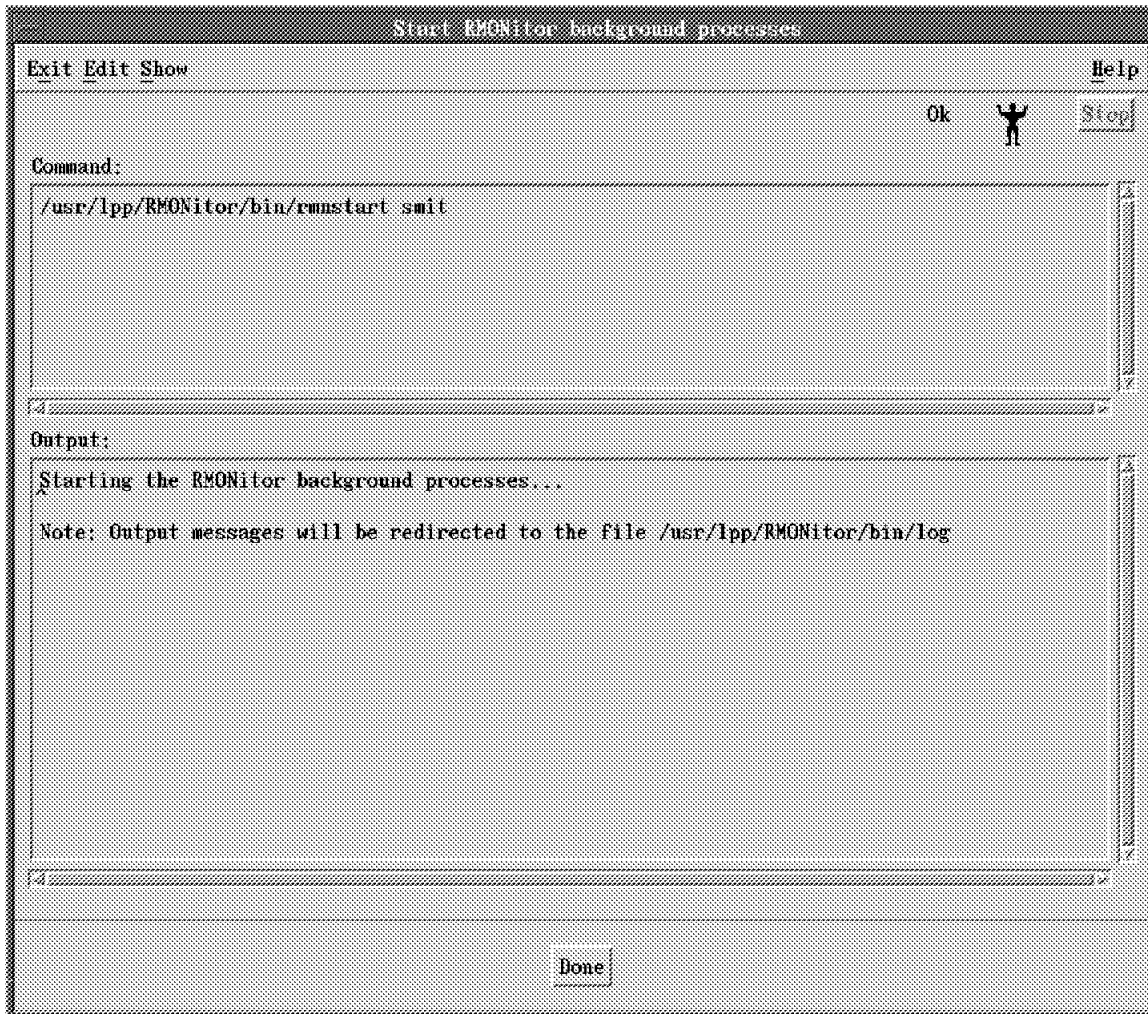 Start RMONitor background processes
Exit Edit Show Help
Ok Stop
Command:
/usr/lpp/RMONitor/bin/rmnstart smit
Output:
Starting the RMONitor background processes...
Note: Output messages will be redirected to the file /usr/lpp/RMONitor/bin/log
Done